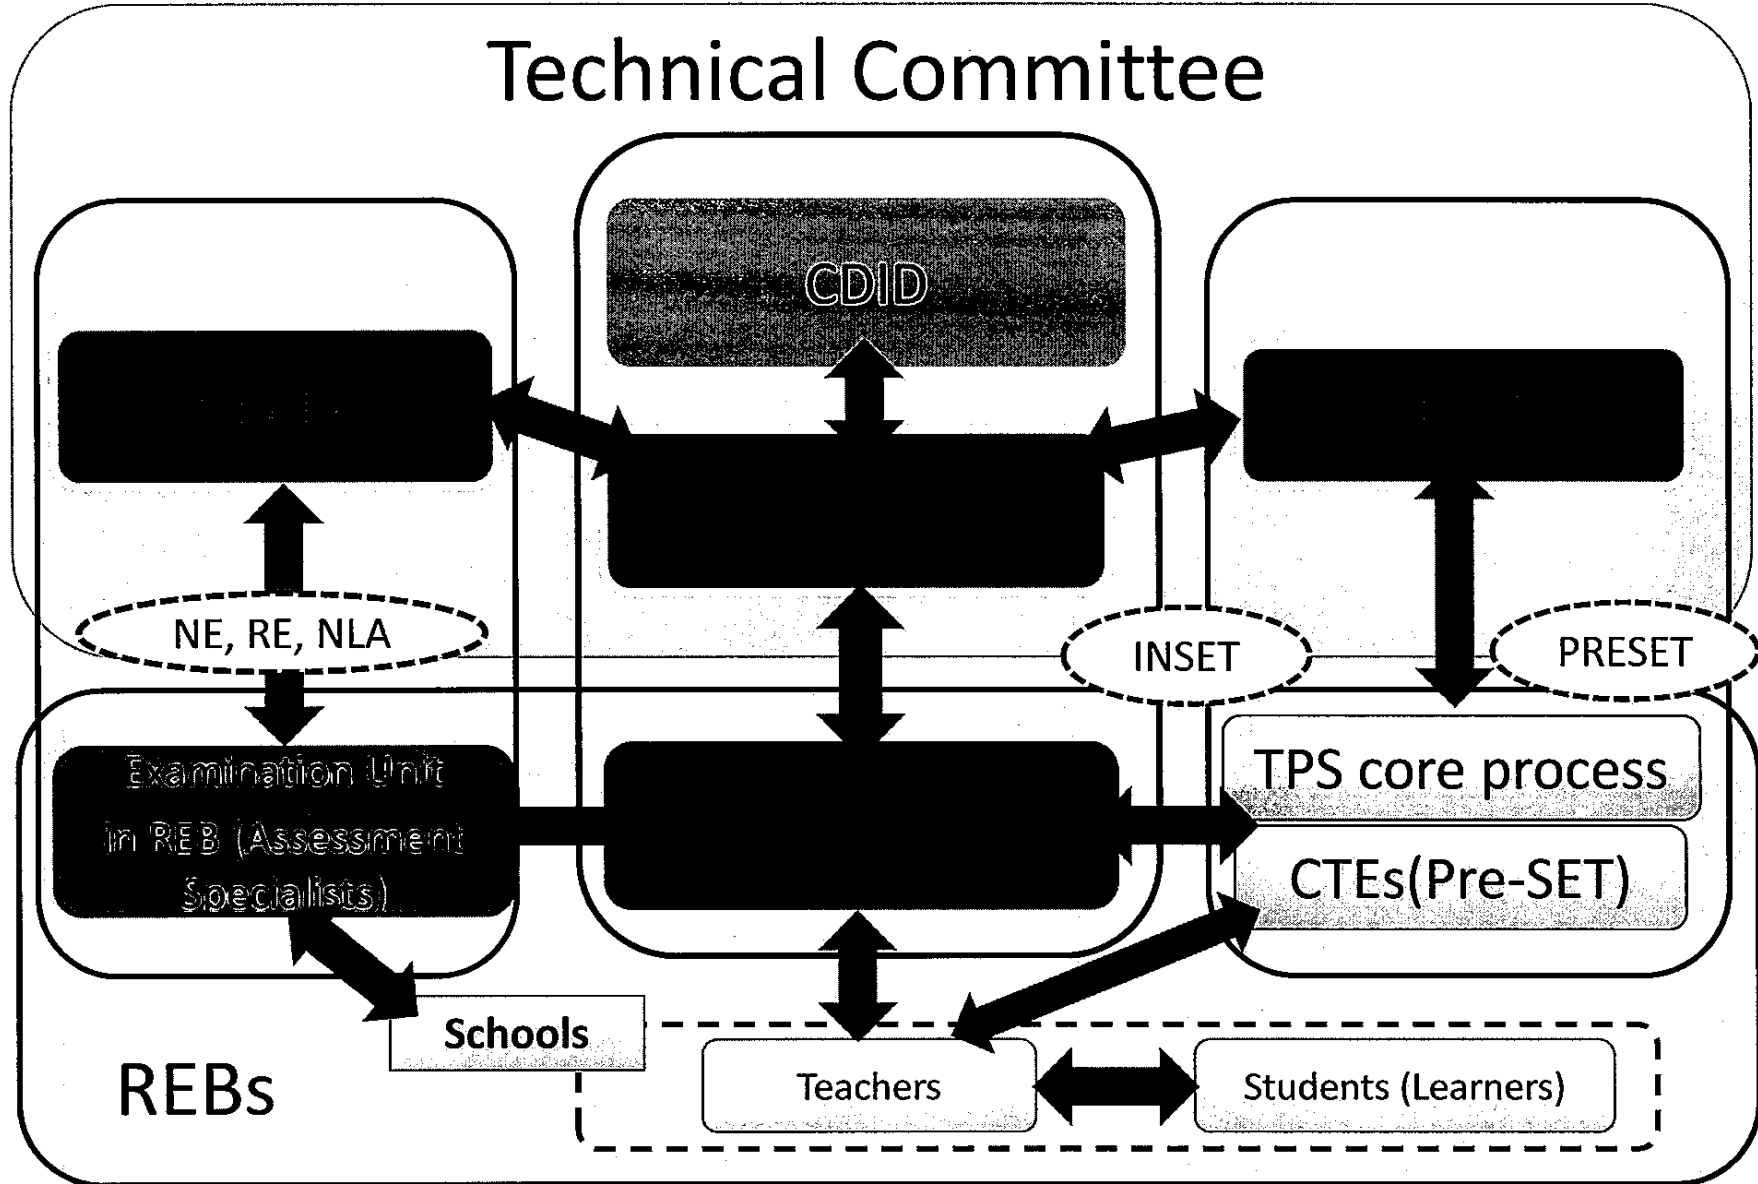 Technical Committee
CDID
NE, RE, NLA
INSET
PRESET
Examination Unit
in REB (Assessment
Specialists)
TPS core process
CTEs(Pre-SET)
Schools
Teachers
Students (Learners)
REBs